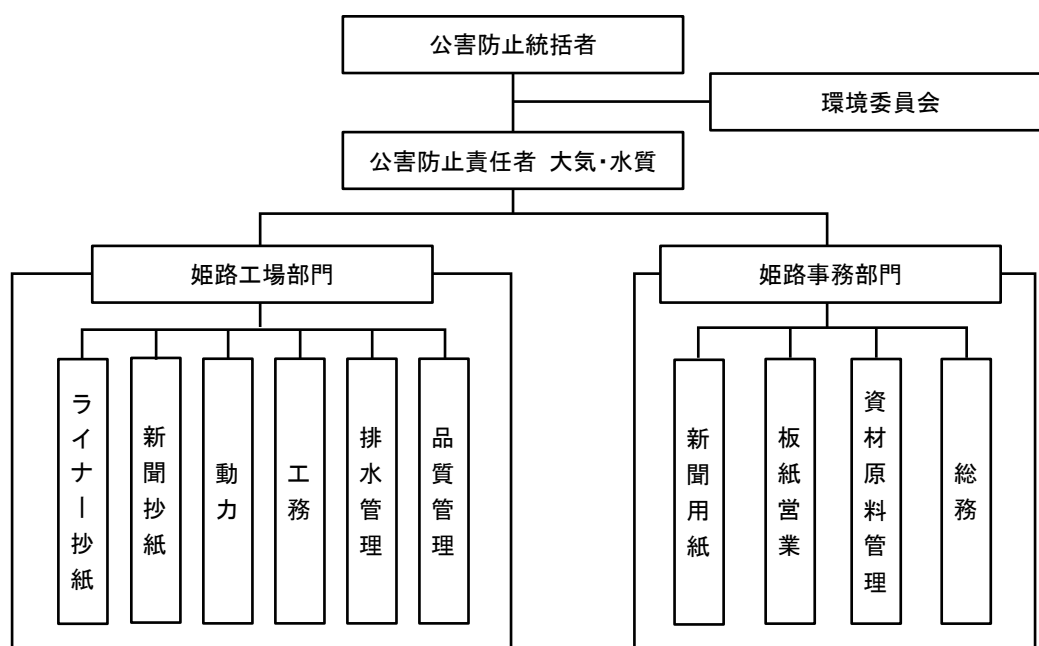 公害防止統括者
環境委員会
公害防止責任者 大気・水質
姫路工場部門
姫路事務部門
ライナー抄紙
新聞抄紙
動力
工務
排水管理
品質管理
新聞用紙
板紙営業
資材原料管理
総務